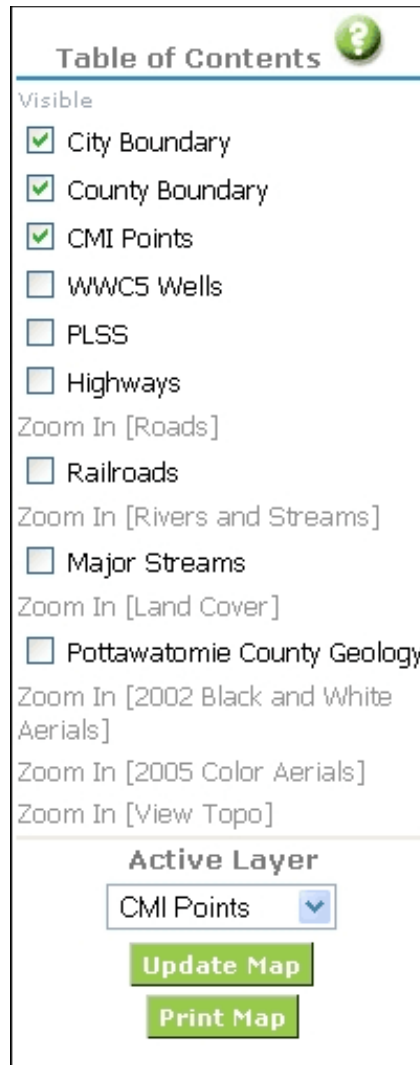 Table of Contents
Visible
City Boundary
County Boundary
CMI Points
WWC5 Wells
PLSS
Highways
Zoom In [Roads]
Railroads
Zoom In [Rivers and Streams]
Major Streams
Zoom In [Land Cover]
Pottawatomie County Geology
Zoom In [2002 Black and White
Aerials]
Zoom In [2005 Color Aerials]
Zoom In [View Topo]
Active Layer
CMI Points
Update Map
Print Map